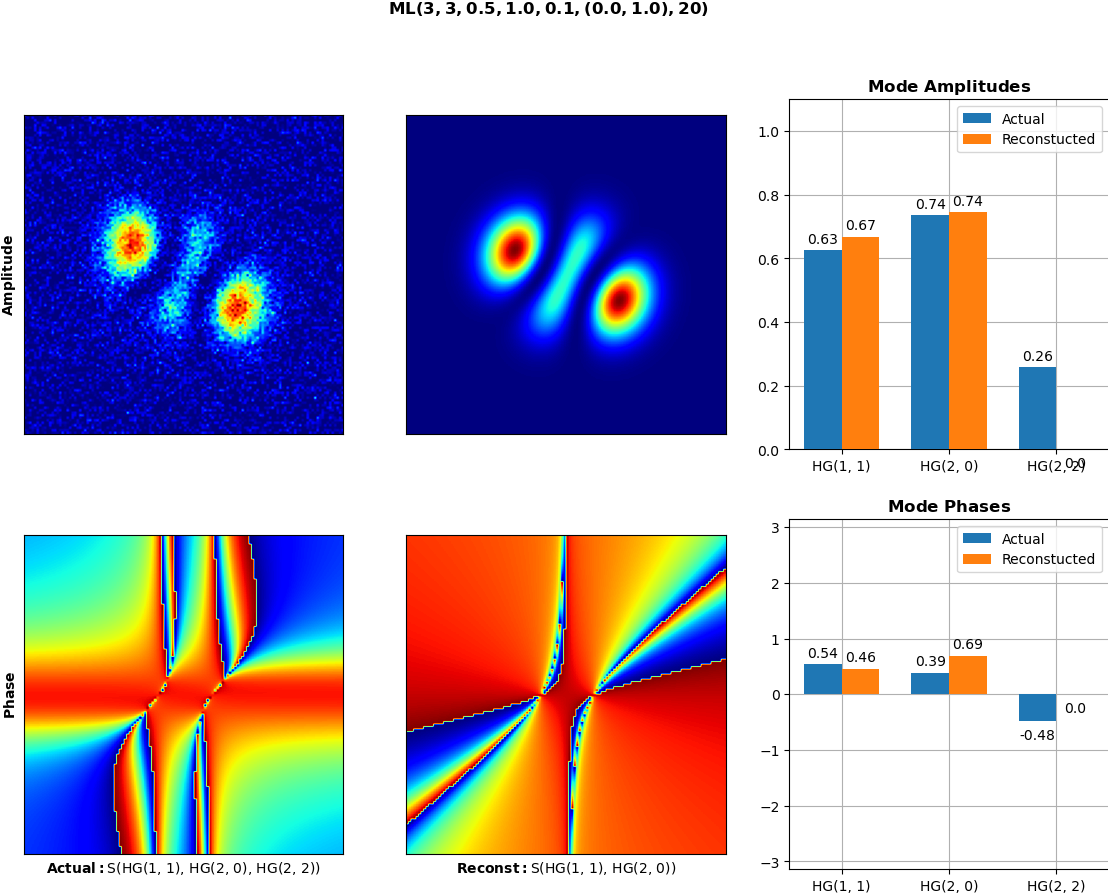 ML(3, 3, 0.5, 1.0, 0.1, (0.0, 1.0), 20)
Amplitude
Mode Amplitudes
Actual
Reconstucted
1.0
0.8
0.6
0.4
0.2
0.0
0.63
0.67
0.74
0.74
0.26
0.0
HG(1, 1)
HG(2, 0)
HG(2, 2)
Phase
Actual: S(HG(1, 1), HG(2, 0), HG(2, 2))
Reconst: S(HG(1, 1), HG(2, 0))
Mode Phases
Actual
Reconstucted
3
2
1
0
−1
−2
−3
0.54
0.46
0.39
0.69
-0.48
0.0
HG(1, 1)
HG(2, 0)
HG(2, 2)